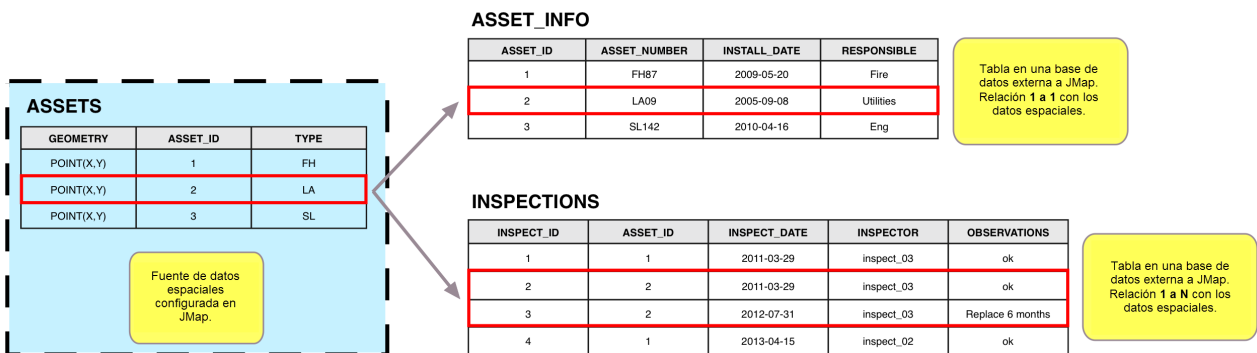 ASSETS
GEOMETRY ASSET_ID TYPE
POINT(X,Y) 1 FH
POINT(X,Y) 2 LA
POINT(X,Y) 3 SL
Fuente de datos
espaciales
configurada en
JMap.
ASSET_INFO
ASSET_ID ASSET_NUMBER INSTALL_DATE RESPONSIBLE
1 FH87 2009-05-20 Fire
2 LA09 2005-09-08 Utilities
3 SL142 2010-04-16 Eng
Tabla en una base de
datos externa a JMap.
Relación 1 a 1 con los
datos espaciales.
INSPECTIONS
INSPECT_ID ASSET_ID INSPECT_DATE INSPECTOR OBSERVATIONS
1 1 2011-03-29 inspect_03 ok
2 2 2011-03-29 inspect_03 ok
3 2 2012-07-31 inspect_03 Replace 6 months
4 1 2013-04-15 inspect_02 ok
Tabla en una base de
datos externa a JMap.
Relación 1 a N con los
datos espaciales.